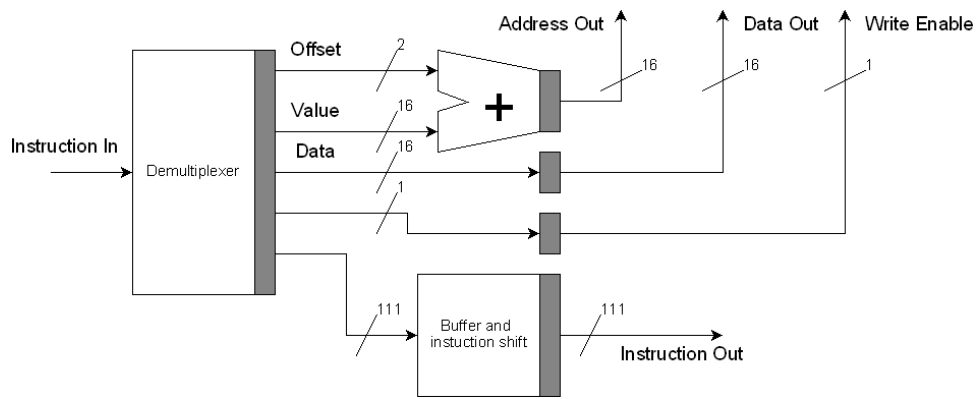 Address Out
Data Out
Write Enable
Offset
2
16
16
1
Value
16
Instruction In
Data
16
Demultiplexer
+
1
111
Buffer and
instuction shift
111
Instruction Out